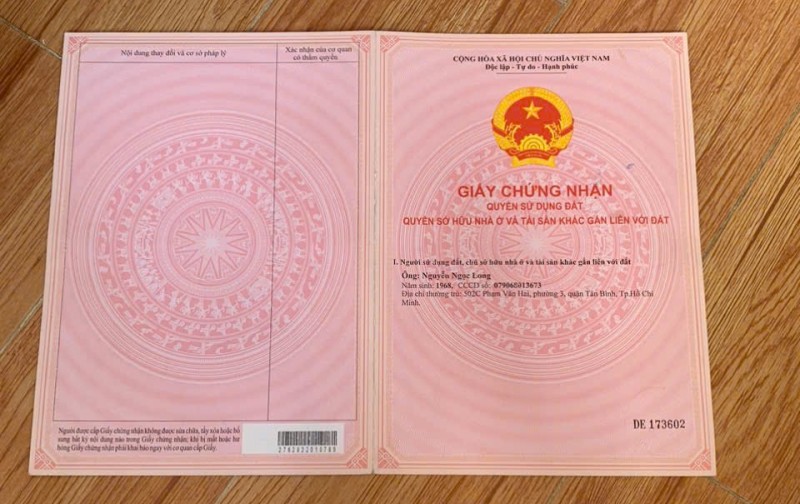 Nội dung thay đổi và cơ sở pháp lý
Xác nhận của cơ quan
có thẩm quyền
Người được cấp Giấy chứng nhận không được sửa chữa, tẩy xóa hoặc bổ
sung bất kỳ nội dung nào trong Giấy chứng nhận; khi bị mất hoặc hư
hỏng Giấy chứng nhận phải khai báo ngay với cơ quan cấp Giấy.
CỘNG HÒA XÃ HỘI CHỦ NGHĨA VIỆT NAM
Độc lập - Tự do - Hạnh phúc
GIẤY CHỨNG NHẬN
QUYỀN SỬ DỤNG ĐẤT
QUYỀN SỞ HỮU NHÀ Ở VÀ TÀI SẢN KHÁC GẮN LIỀN VỚI ĐẤT
I. Người sử dụng đất, chủ sở hữu nhà ở và tài sản khác gắn liền với đất
Ông: Nguyễn Ngọc Long
Năm sinh: 1968, CCCD số: 079068013673
Địa chỉ thường trú: 502C Phạm Văn Hai, phường 3, quận Tân Bình, Tp.Hồ Chí
Minh.
DE 173602